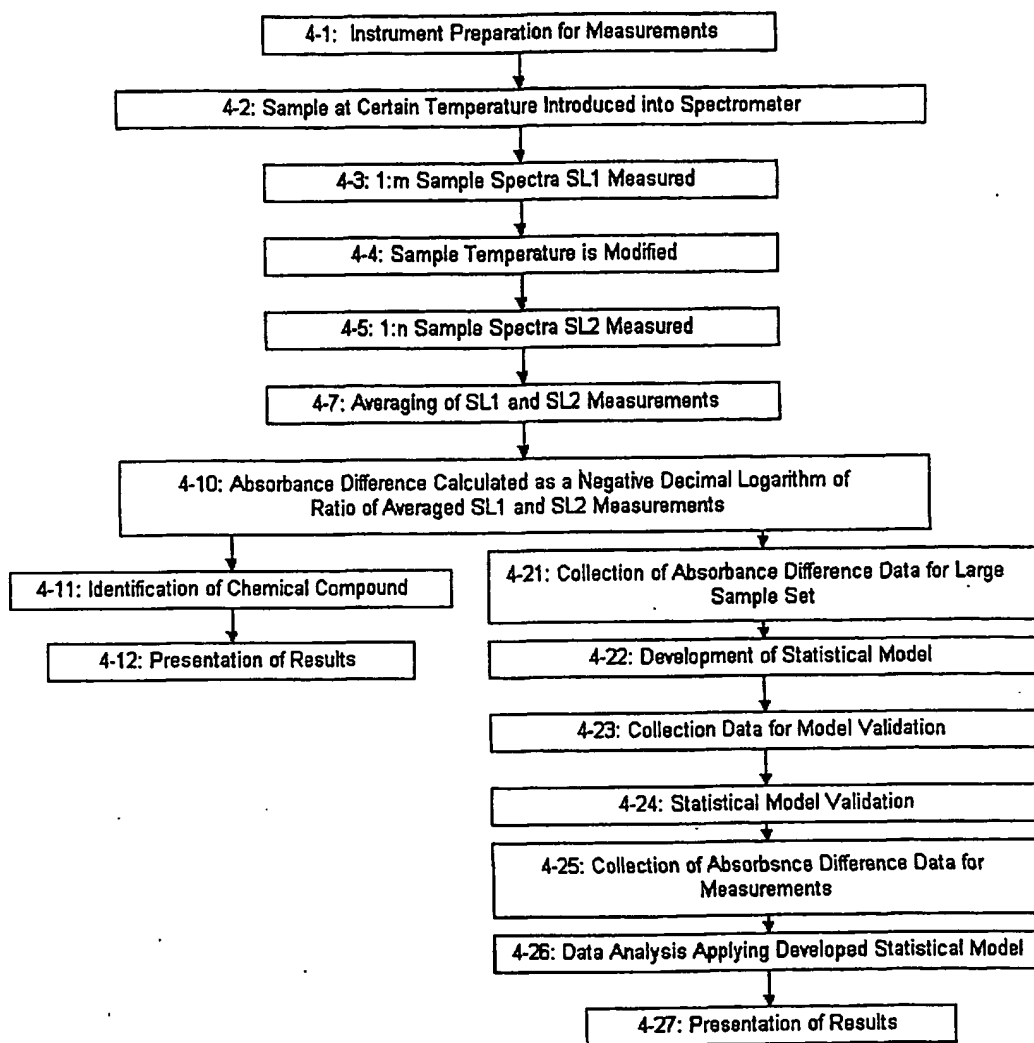 4-1: Instrument Preparation for Measurements
4-2: Sample at Certain Temperature Introduced into Spectrometer
4-3: 1:m Sample Spectra SL1 Measured
4-4: Sample Temperature is Modified
4-5: 1:n Sample Spectra SL2 Measured
4-7: Averaging of SL1 and SL2 Measurements
4-10: Absorbance Difference Calculated as a Negative Decimal Logarithm of
Ratio of Averaged SL1 and SL2 Measurements
4-11: Identification of Chemical Compound
4-12: Presentation of Results
4-21: Collection of Absorbance Difference Data for Large
Sample Set
4-22: Development of Statistical Model
4-23: Collection Data for Model Validation
4-24: Statistical Model Validation
4-25: Collection of Absorbsnce Difference Data for
Measurements
4-26: Data Analysis Applying Developed Statistical Model
4-27: Presentation of Results